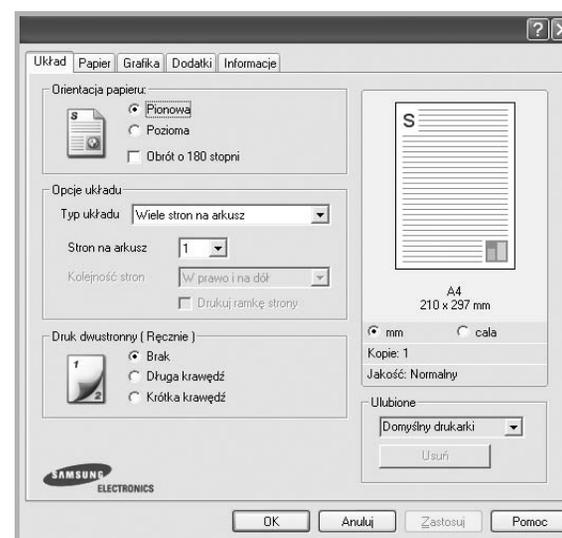 Układ Papier Grafika Dodatki Informacje
Orientacja papieru:
S
Pionowa
Pozioma
Obrót o 180 stopni
Opcje układu
Typ układu Wiele stron na arkusz
Stron na arkusz 1
Kolejność stron W prawo i na dół
Drukuj ramkę strony
Druk dwustronny ( Ręcznie )
1
2
Brak
Długa krawędź
Krótka krawędź
SAMSUNG
ELECTRONICS
S
A4
210 x 297 mm
mm cala
Kopie: 1
Jakość: Normalny
Ulubione
Domyślny drukarki
Usuń
OK Anuluj Zastosuj Pomoc